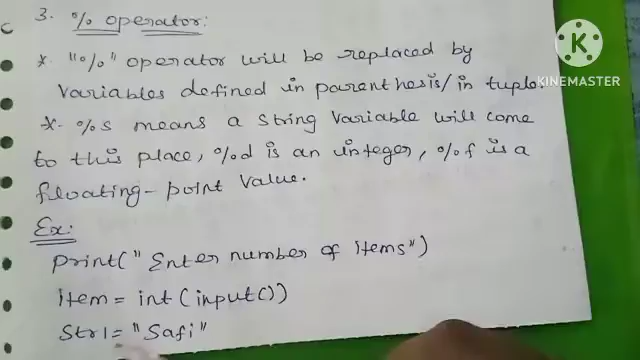 3. % operator:
* "%" operator will be replaced by
variables defined in parenthesis/in tuple.
*. %s means a string variable will come
to this place, %d is an integer, %f is a
floating-point value.
Ex:
print("Enter number of items")
item = int(input())
Str1= "Safi"
K
KINEMASTER